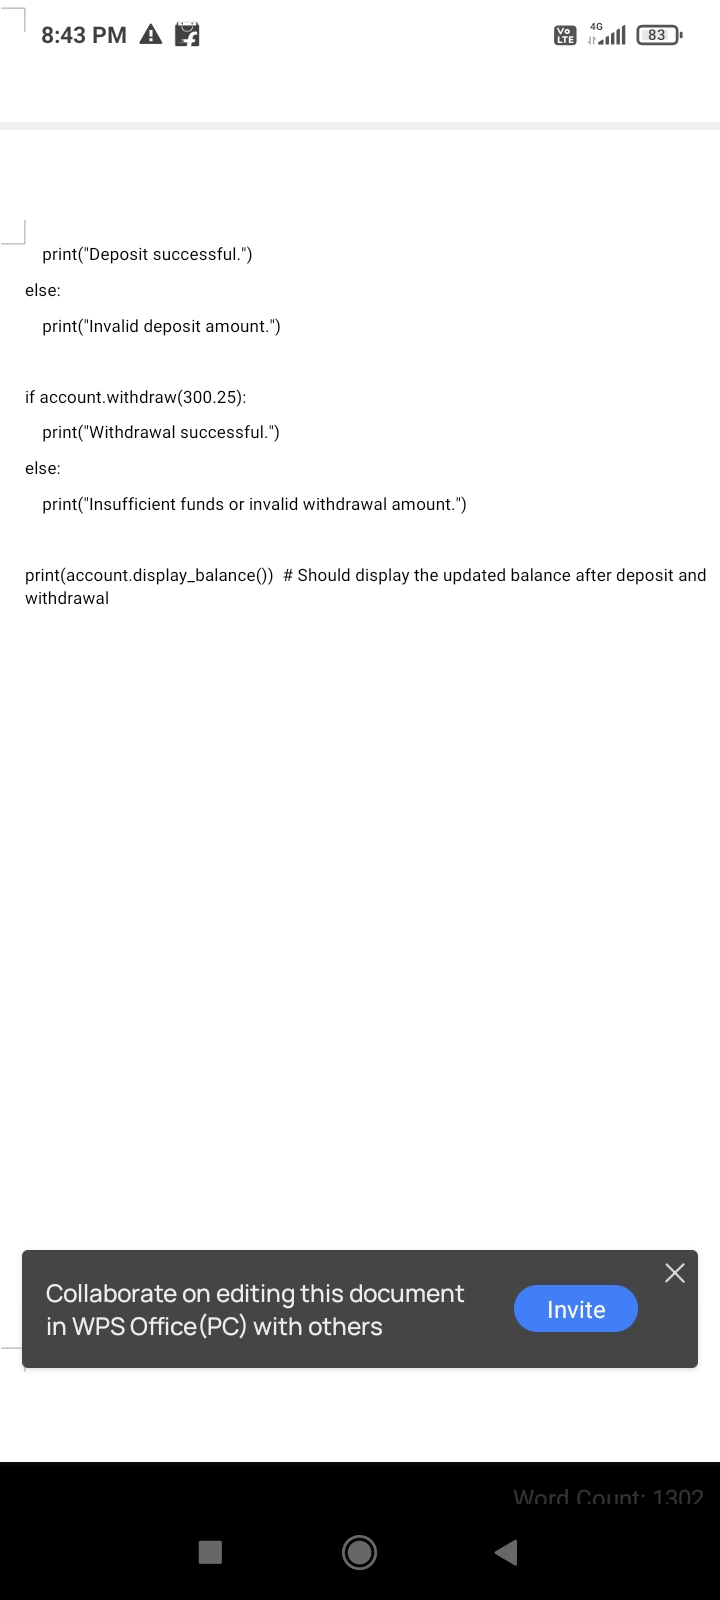 8:43 PM
Vo LTE
4G
83
print("Deposit successful.")
else:
print("Invalid deposit amount.")
if account.withdraw(300.25):
print("Withdrawal successful.")
else:
print("Insufficient funds or invalid withdrawal amount.")
print(account.display_balance())  # Should display the updated balance after deposit and
withdrawal
Collaborate on editing this document
in WPS Office(PC) with others
Invite
Word Count: 1302